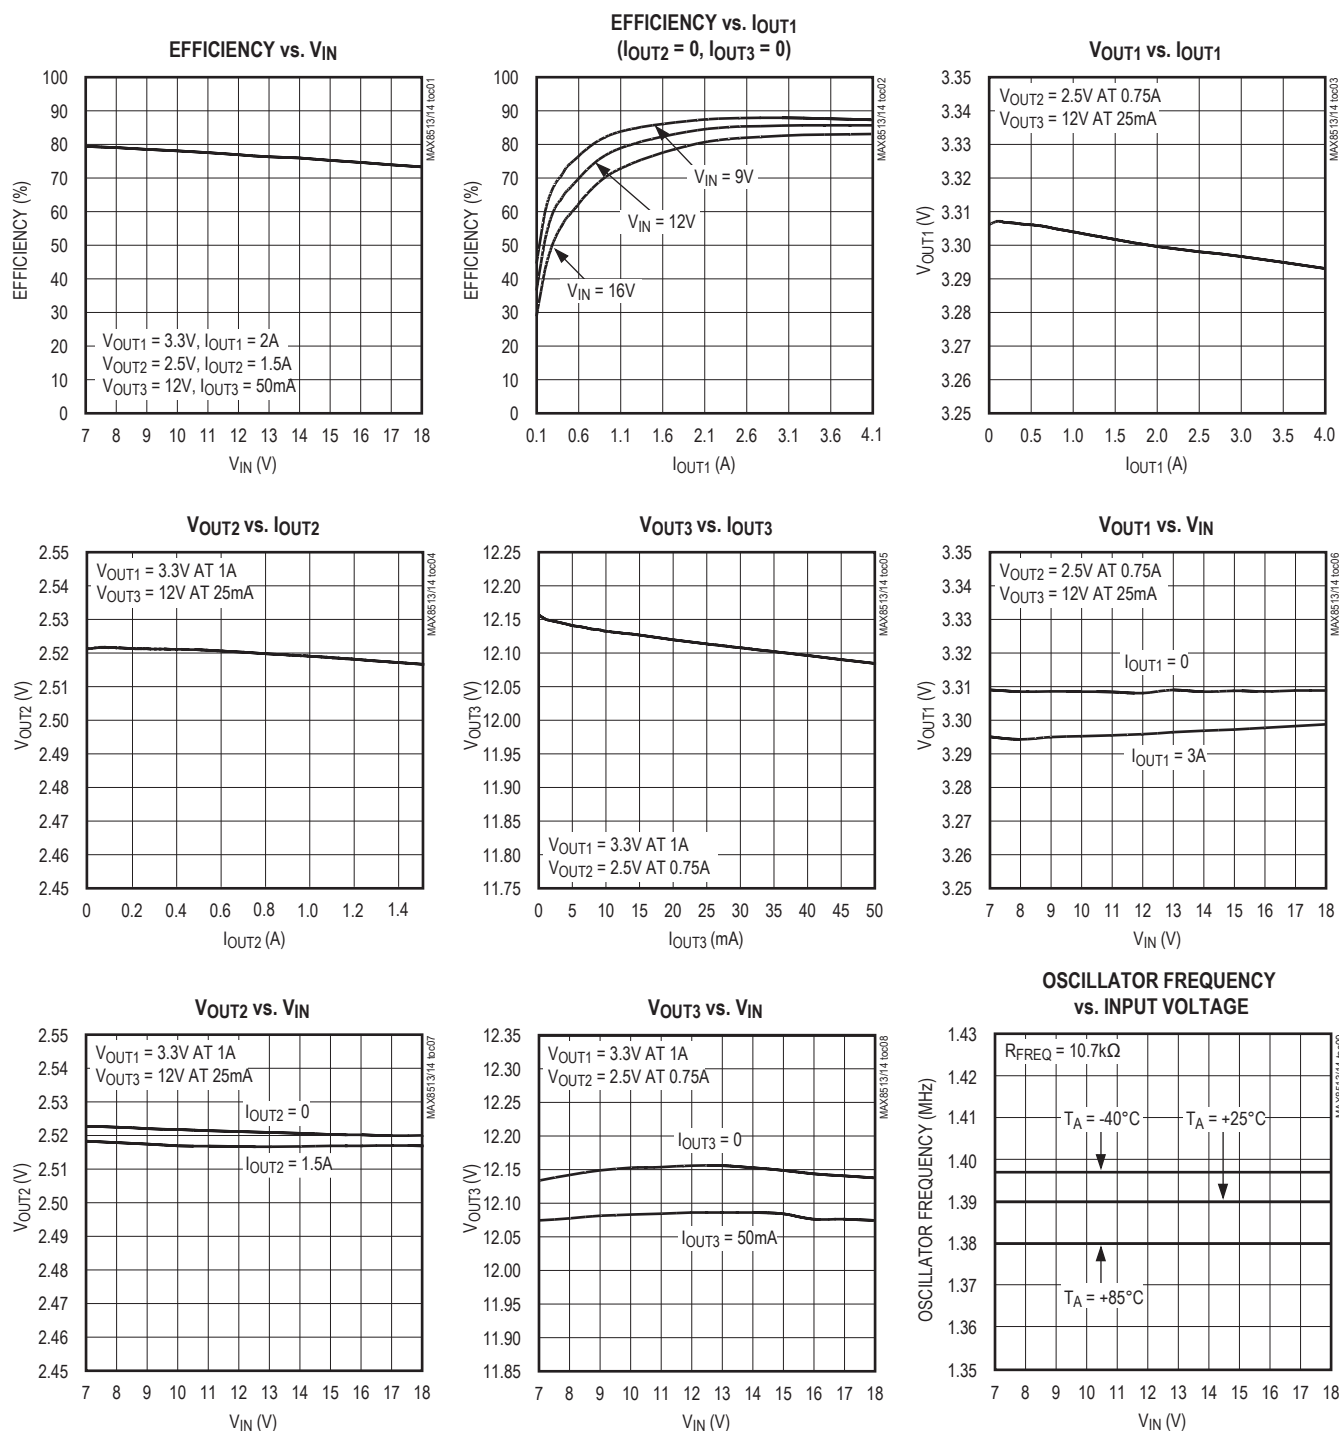 EFFICIENCY vs. VIN
100
90
80
70
60
50
40
30
20
10
0
EFFICIENCY (%)
VOUT1 = 3.3V, IOUT1 = 2A
VOUT2 = 2.5V, IOUT2 = 1.5A
VOUT3 = 12V, IOUT3 = 50mA
7 8 9 10 11 12 13 14 15 16 17 18
VIN (V)
MAX8513/14 toc01
EFFICIENCY vs. IOUT1
(IOUT2 = 0, IOUT3 = 0)
100
90
80
70
60
50
40
30
20
10
0
EFFICIENCY (%)
VIN = 9V
VIN = 12V
VIN = 16V
0.1 0.6 1.1 1.6 2.1 2.6 3.1 3.6 4.1
IOUT1 (A)
MAX8513/14 toc02
VOUT1 vs. IOUT1
3.35
3.34
3.33
3.32
3.31
3.30
3.29
3.28
3.27
3.26
3.25
VOUT1 (V)
VOUT2 = 2.5V AT 0.75A
VOUT3 = 12V AT 25mA
0 0.5 1.0 1.5 2.0 2.5 3.0 3.5 4.0
IOUT1 (A)
MAX8513/14 toc03
VOUT2 vs. IOUT2
2.55
2.54
2.53
2.52
2.51
2.50
2.49
2.48
2.47
2.46
2.45
VOUT2 (V)
VOUT1 = 3.3V AT 1A
VOUT3 = 12V AT 25mA
0 0.2 0.4 0.6 0.8 1.0 1.2 1.4
IOUT2 (A)
MAX8513/14 toc04
VOUT3 vs. IOUT3
12.25
12.20
12.15
12.10
12.05
12.00
11.95
11.90
11.85
11.80
11.75
VOUT3 (V)
VOUT1 = 3.3V AT 1A
VOUT2 = 2.5V AT 0.75A
0 5 10 15 20 25 30 35 40 45 50
IOUT3 (mA)
MAX8513/14 toc05
VOUT1 vs. VIN
3.35
3.34
3.33
3.32
3.31
3.30
3.29
3.28
3.27
3.26
3.25
VOUT1 (V)
VOUT2 = 2.5V AT 0.75A
VOUT3 = 12V AT 25mA
IOUT1 = 0
IOUT1 = 3A
7 8 9 10 11 12 13 14 15 16 17 18
VIN (V)
MAX8513/14 toc06
VOUT2 vs. VIN
2.55
2.54
2.53
2.52
2.51
2.50
2.49
2.48
2.47
2.46
2.45
VOUT2 (V)
VOUT1 = 3.3V AT 1A
VOUT3 = 12V AT 25mA
IOUT2 = 0
IOUT2 = 1.5A
7 8 9 10 11 12 13 14 15 16 17 18
VIN (V)
MAX8513/14 toc07
VOUT3 vs. VIN
12.35
12.30
12.25
12.20
12.15
12.10
12.05
12.00
11.95
11.90
11.85
VOUT3 (V)
VOUT1 = 3.3V AT 1A
VOUT2 = 2.5V AT 0.75A
IOUT3 = 0
IOUT3 = 50mA
7 8 9 10 11 12 13 14 15 16 17 18
VIN (V)
MAX8513/14 toc08
OSCILLATOR FREQUENCY
vs. INPUT VOLTAGE
1.43
1.42
1.41
1.40
1.39
1.38
1.37
1.36
1.35
OSCILLATOR FREQUENCY (MHz)
RFREQ = 10.7kΩ
TA = -40°C
TA = +25°C
TA = +85°C
7 8 9 10 11 12 13 14 15 16 17 18
VIN (V)